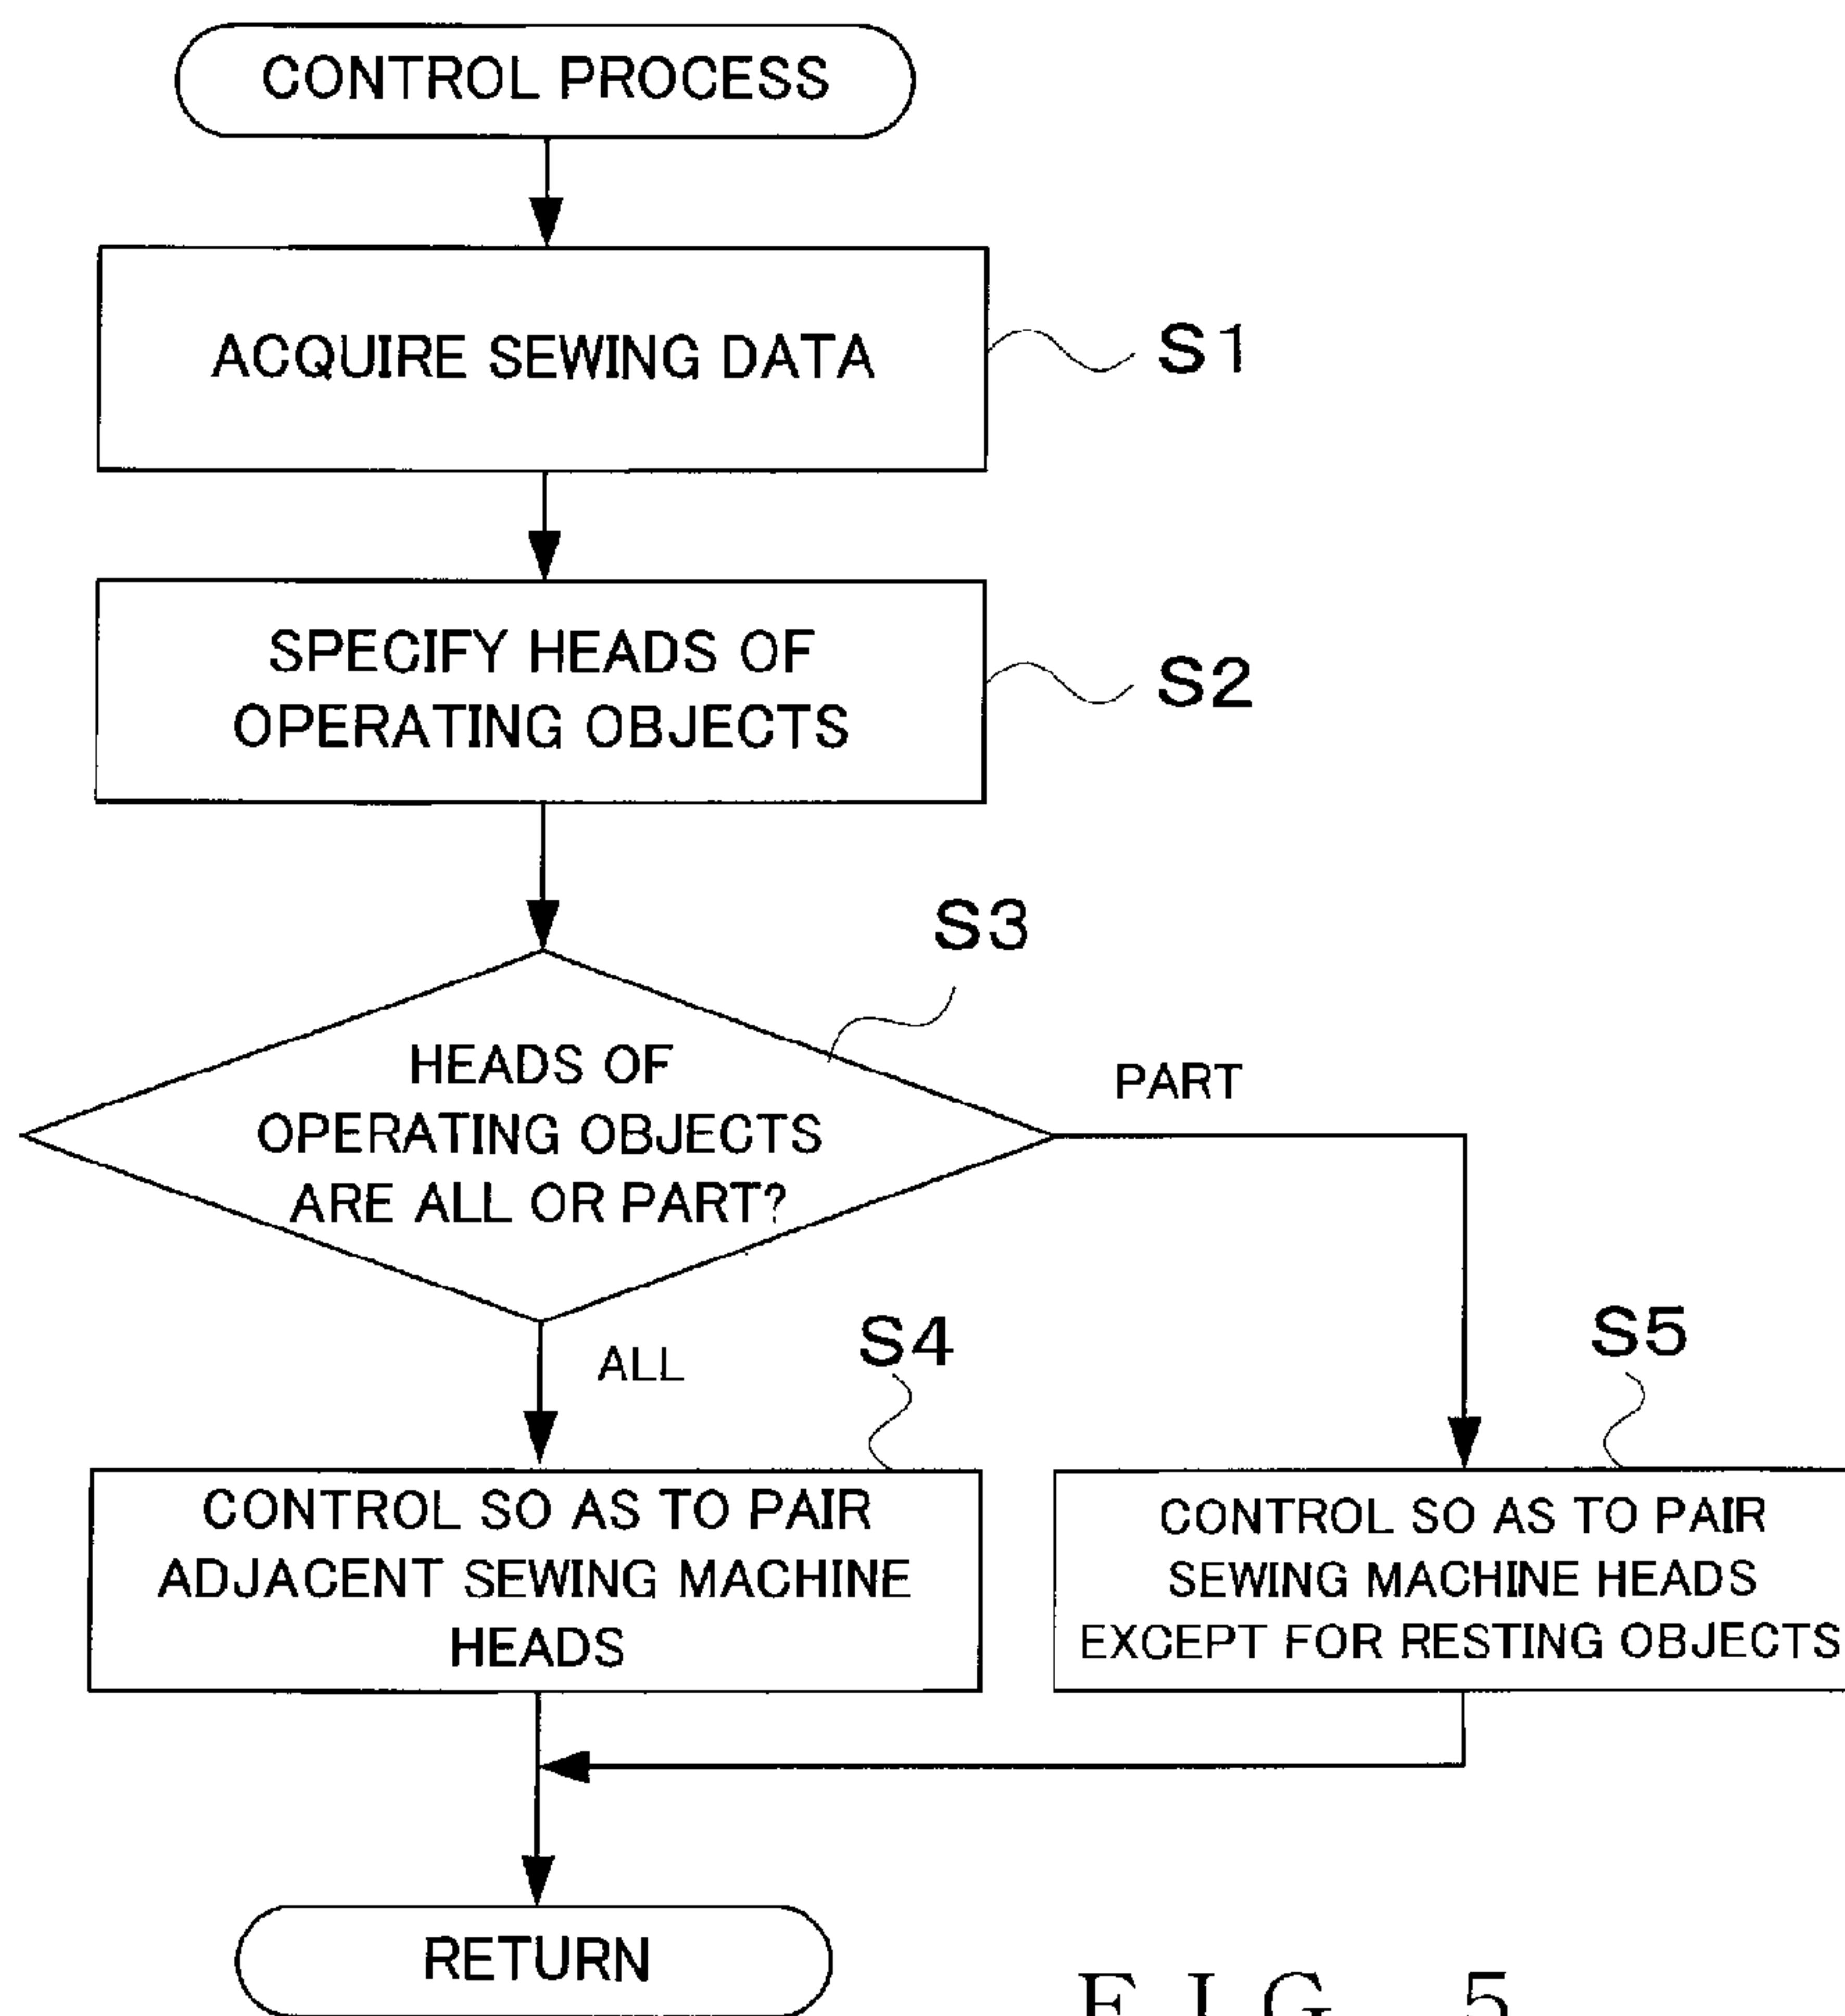 CONTROL PROCESS
ACQUIRE SEWING DATA
S1
SPECIFY HEADS OF
OPERATING OBJECTS
S2
S3
HEADS OF
OPERATING OBJECTS
ARE ALL OR PART?
PART
ALL
S4
CONTROL SO AS TO PAIR
ADJACENT SEWING MACHINE
HEADS
S5
CONTROL SO AS TO PAIR
SEWING MACHINE HEADS
EXCEPT FOR RESTING OBJECTS
RETURN
FIG. 5